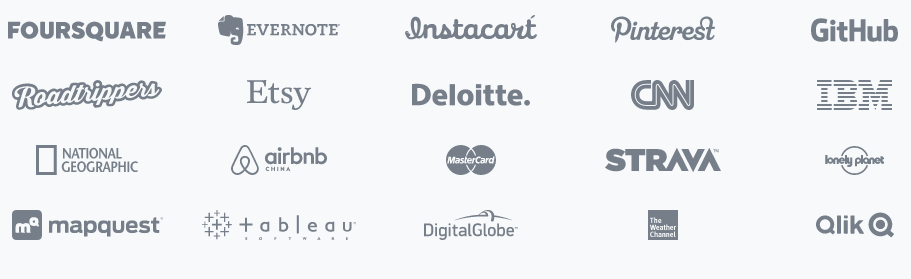 FOURSQUARE
EVERNOTE
Instacart
Pinterest
GitHub
Roadtrippers
Etsy
Deloitte.
CNN
IBM
NATIONAL
GEOGRAPHIC
airbnb
CHINA
MasterCard
STRAVA
lonely planet
mq mapquest
tableau
SOFTWARE
DigitalGlobe
The
Weather
Channel
Qlik